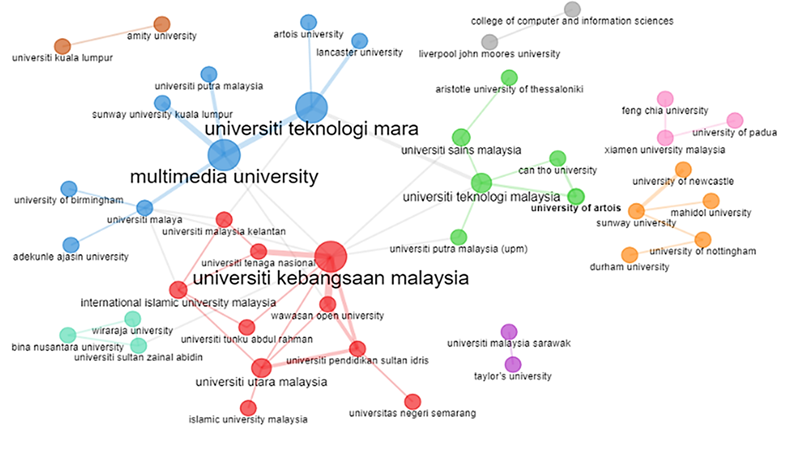 college of computer and information sciences
amity university
artois university
lancaster university
universiti kuala lumpur
liverpool john moores university
universiti putra malaysia
aristotle university of thessaloniki
sunway university kuala lumpur
feng chia university
universiti teknologi mara
university of padua
universiti sains malaysia
xiamen university malaysia
can tho university
multimedia university
university of newcastle
universiti teknologi malaysia
university of birmingham
university of artois
mahidol university
universiti malaya
sunway university
universiti malaysia kelantan
universiti putra malaysia (upm)
university of nottingham
adekunle ajasin university
universiti tenaga nasional
durham university
universiti kebangsaan malaysia
international islamic university malaysia
wawasan open university
wiraraja university
universiti tunku abdul rahman
bina nusantara university
universiti malaysia sarawak
universiti sultan zainal abidin
universiti pendidikan sultan idris
taylor's university
universiti utara malaysia
universitas negeri semarang
islamic university malaysia